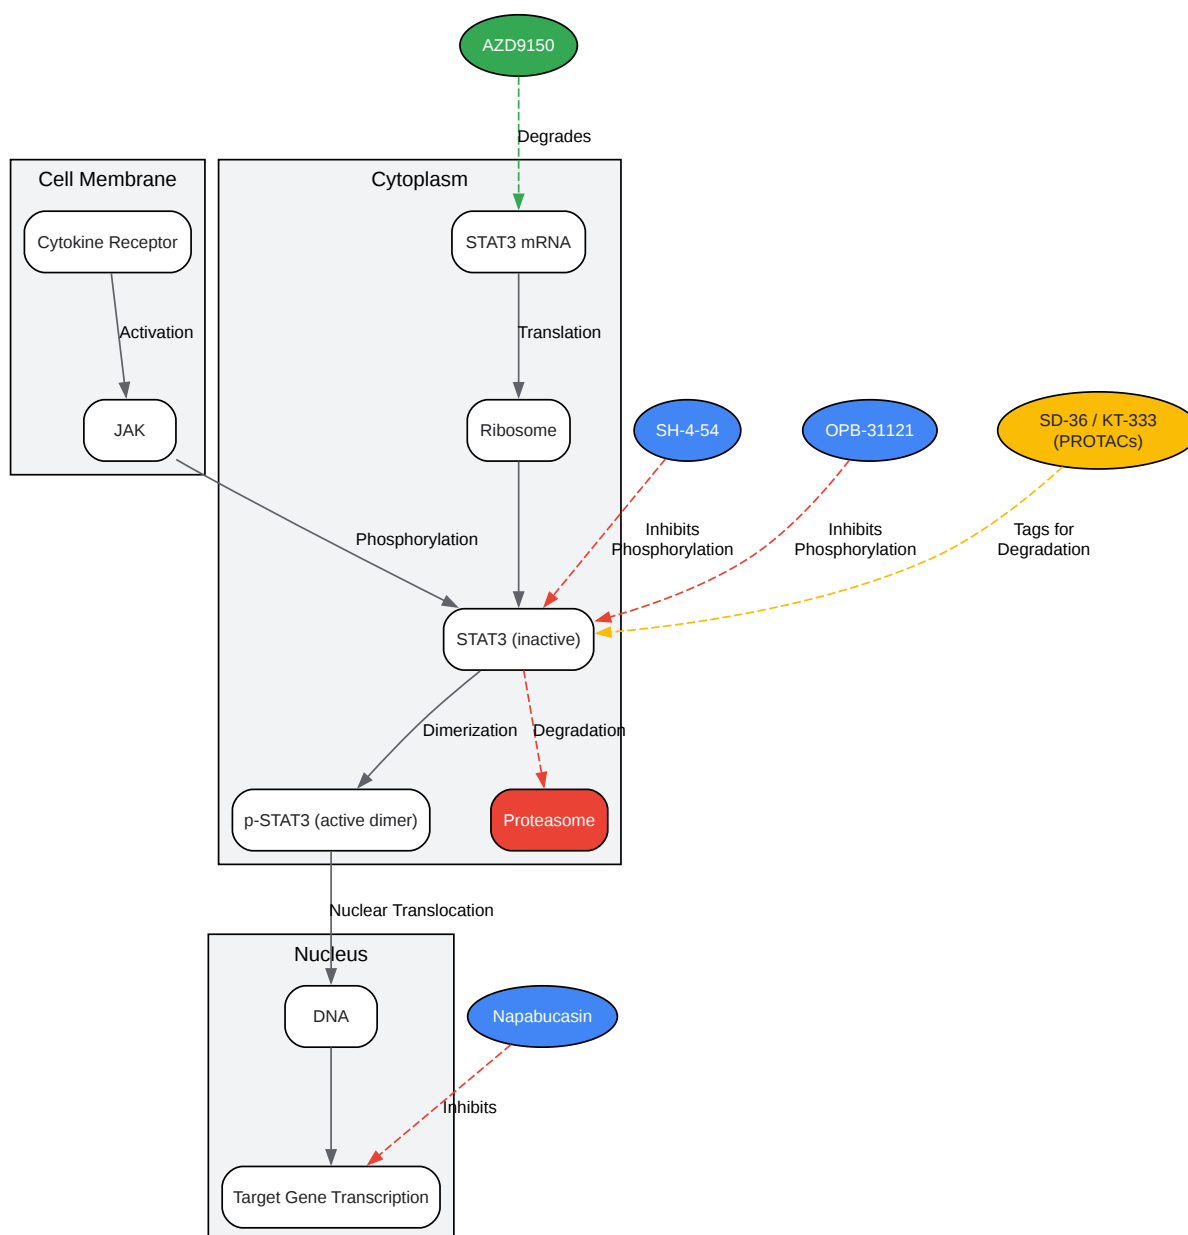 AZD9150
Degrades
Cell Membrane
Cytoplasm
Cytokine Receptor
STAT3 mRNA
Activation
Translation
JAK
Ribosome
SH-4-54
OPB-31121
SD-36 / KT-333
(PROTACs)
Phosphorylation
Inhibits
Phosphorylation
Inhibits
Phosphorylation
Tags for
Degradation
STAT3 (inactive)
Dimerization
Degradation
p-STAT3 (active dimer)
Proteasome
Nuclear Translocation
Nucleus
DNA
Napabucasin
Inhibits
Target Gene Transcription